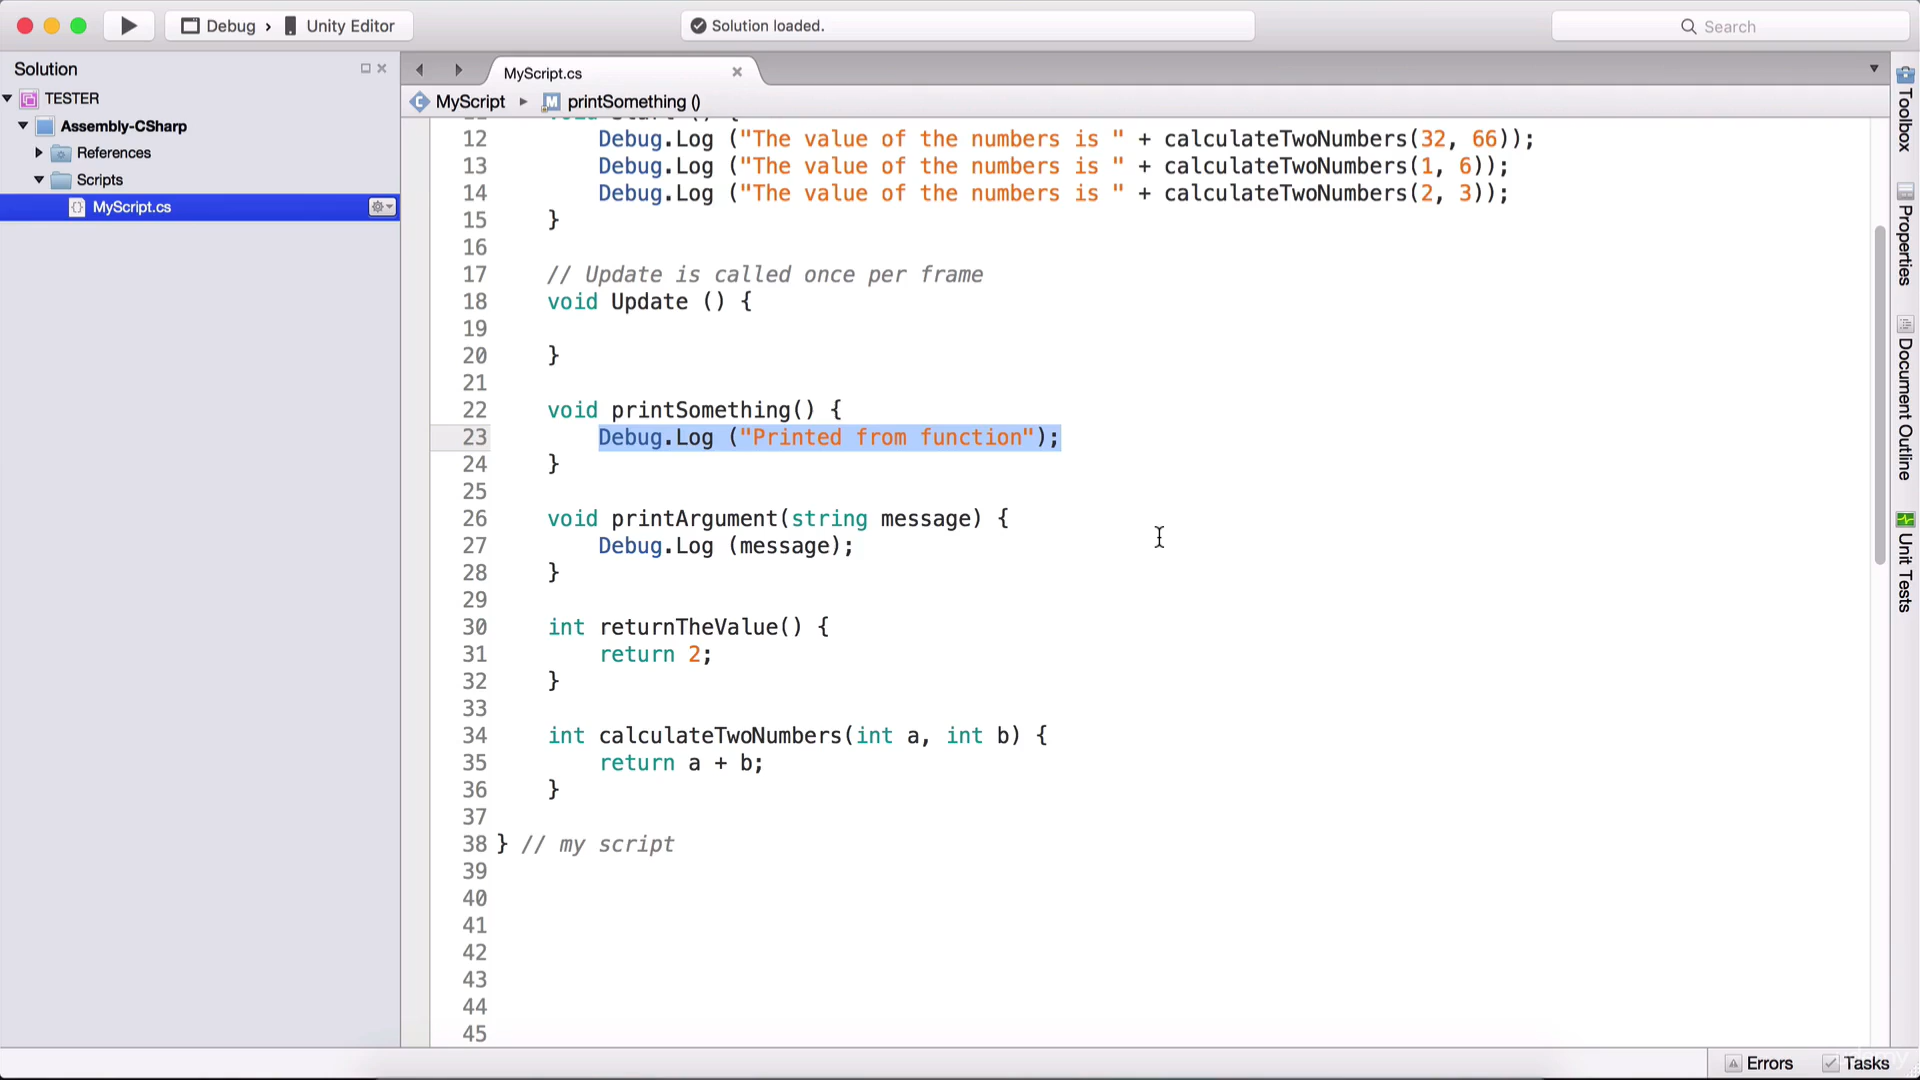 Debug › Unity Editor
Solution loaded.
Search
Solution
TESTER
Assembly-CSharp
References
Scripts
MyScript.cs
MyScript.cs
MyScript ▸ printSomething ()
12 Debug.Log ("The value of the numbers is " + calculateTwoNumbers(32, 66));
13 Debug.Log ("The value of the numbers is " + calculateTwoNumbers(1, 6));
14 Debug.Log ("The value of the numbers is " + calculateTwoNumbers(2, 3));
15 }
16
17 // Update is called once per frame
18 void Update () {
19
20 }
21
22 void printSomething() {
23 Debug.Log ("Printed from function");
24 }
25
26 void printArgument(string message) {
27 Debug.Log (message);
28 }
29
30 int returnTheValue() {
31 return 2;
32 }
33
34 int calculateTwoNumbers(int a, int b) {
35 return a + b;
36 }
37
38 } // my script
39
40
41
42
43
44
45
Toolbox
Properties
Document Outline
Unit Tests
Errors
Tasks